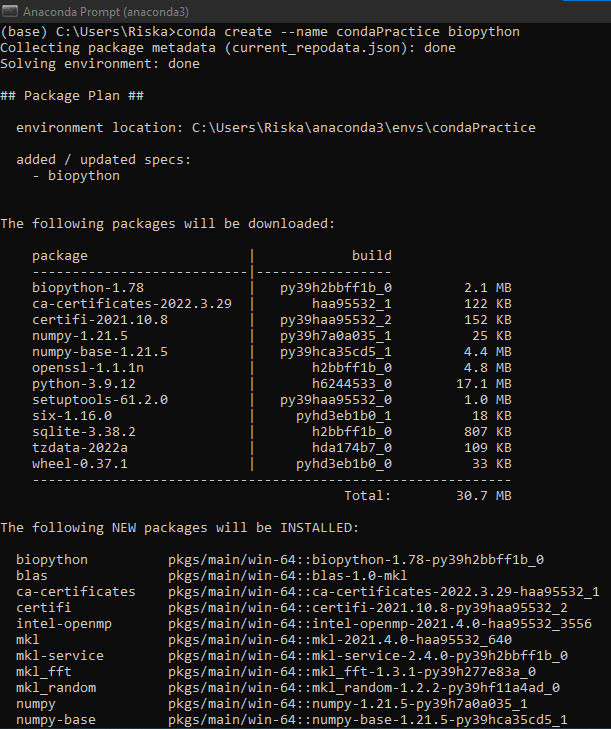 Anaconda Prompt (anaconda3)
(base) C:\Users\Riska>conda create --name condaPractice biopython
Collecting package metadata (current_repodata.json): done
Solving environment: done
## Package Plan ##
environment location: C:\Users\Riska\anaconda3\envs\condaPractice
added / updated specs:
- biopython
The following packages will be downloaded:
package | build
---------------------------|-----------------
biopython-1.78 | py39h2bbff1b_0 2.1 MB
ca-certificates-2022.3.29 | haa95532_1 122 KB
certifi-2021.10.8 | py39haa95532_2 152 KB
numpy-1.21.5 | py39h7a0a035_1 25 KB
numpy-base-1.21.5 | py39hca35cd5_1 4.4 MB
openssl-1.1.1n | h2bbff1b_0 4.8 MB
python-3.9.12 | h6244533_0 17.1 MB
setuptools-61.2.0 | py39haa95532_0 1.0 MB
six-1.16.0 | pyhd3eb1b0_1 18 KB
sqlite-3.38.2 | h2bbff1b_0 807 KB
tzdata-2022a | hda174b7_0 109 KB
wheel-0.37.1 | pyhd3eb1b0_0 33 KB
------------------------------------------------------------
Total: 30.7 MB
The following NEW packages will be INSTALLED:
biopython pkgs/main/win-64::biopython-1.78-py39h2bbff1b_0
blas pkgs/main/win-64::blas-1.0-mkl
ca-certificates pkgs/main/win-64::ca-certificates-2022.3.29-haa95532_1
certifi pkgs/main/win-64::certifi-2021.10.8-py39haa95532_2
intel-openmp pkgs/main/win-64::intel-openmp-2021.4.0-haa95532_3556
mkl pkgs/main/win-64::mkl-2021.4.0-haa95532_640
mkl-service pkgs/main/win-64::mkl-service-2.4.0-py39h2bbff1b_0
mkl_fft pkgs/main/win-64::mkl_fft-1.3.1-py39h277e83a_0
mkl_random pkgs/main/win-64::mkl_random-1.2.2-py39hf11a4ad_0
numpy pkgs/main/win-64::numpy-1.21.5-py39h7a0a035_1
numpy-base pkgs/main/win-64::numpy-base-1.21.5-py39hca35cd5_1